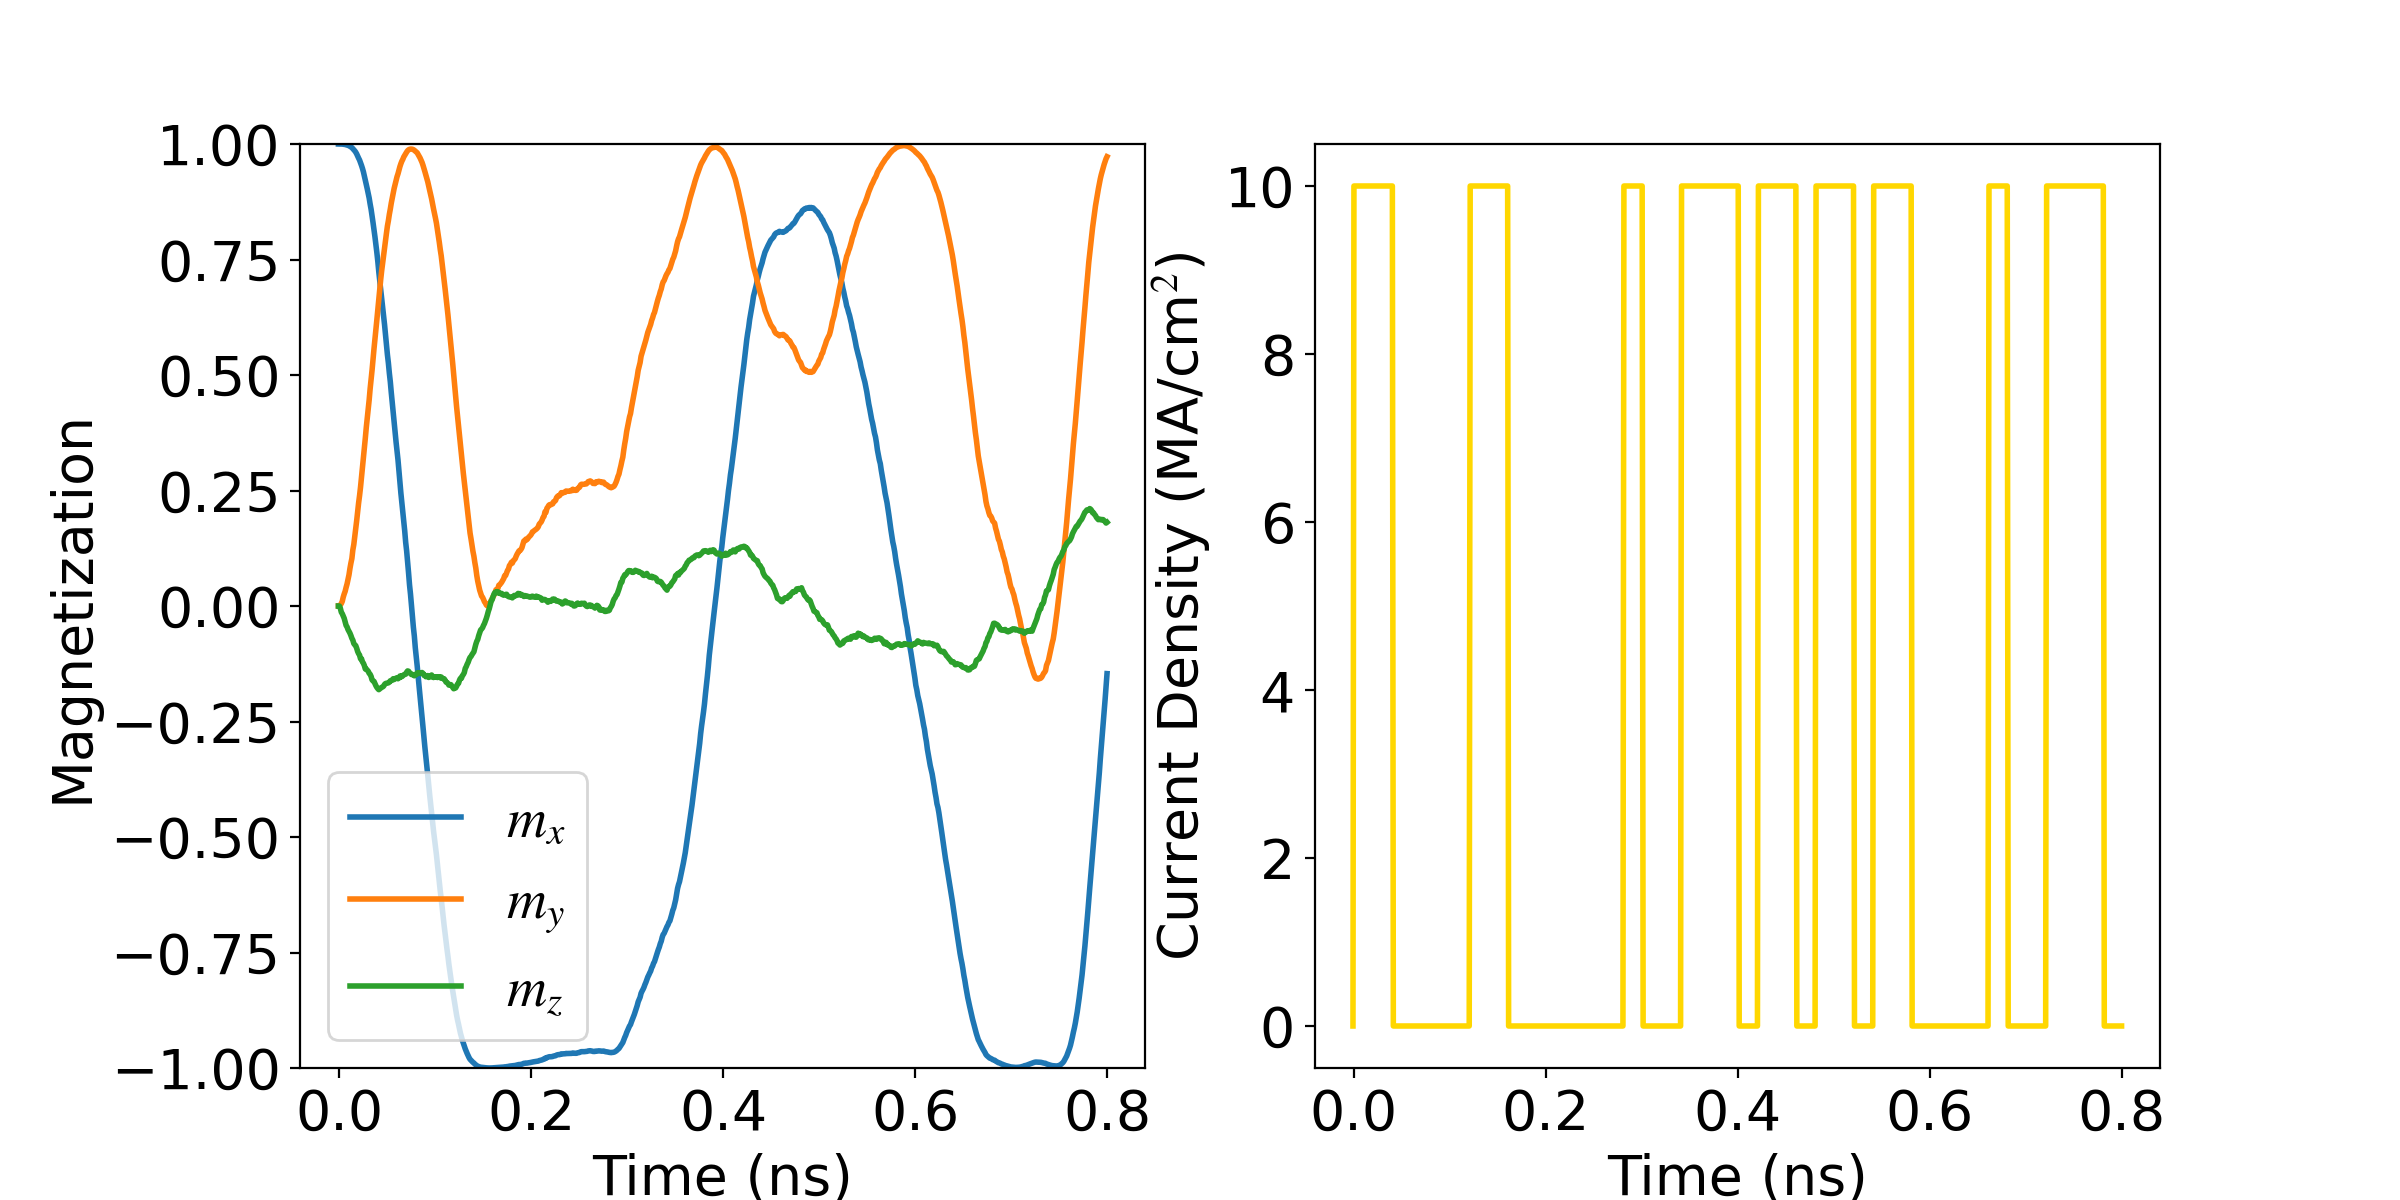 1.00
0.75
0.50
0.25
0.00
−0.25
−0.50
−0.75
−1.00
Magnetization
m_x
m_y
m_z
0.0 0.2 0.4 0.6 0.8
Time (ns)
10
8
6
4
2
0
Current Density (MA/cm²)
0.0 0.2 0.4 0.6 0.8
Time (ns)